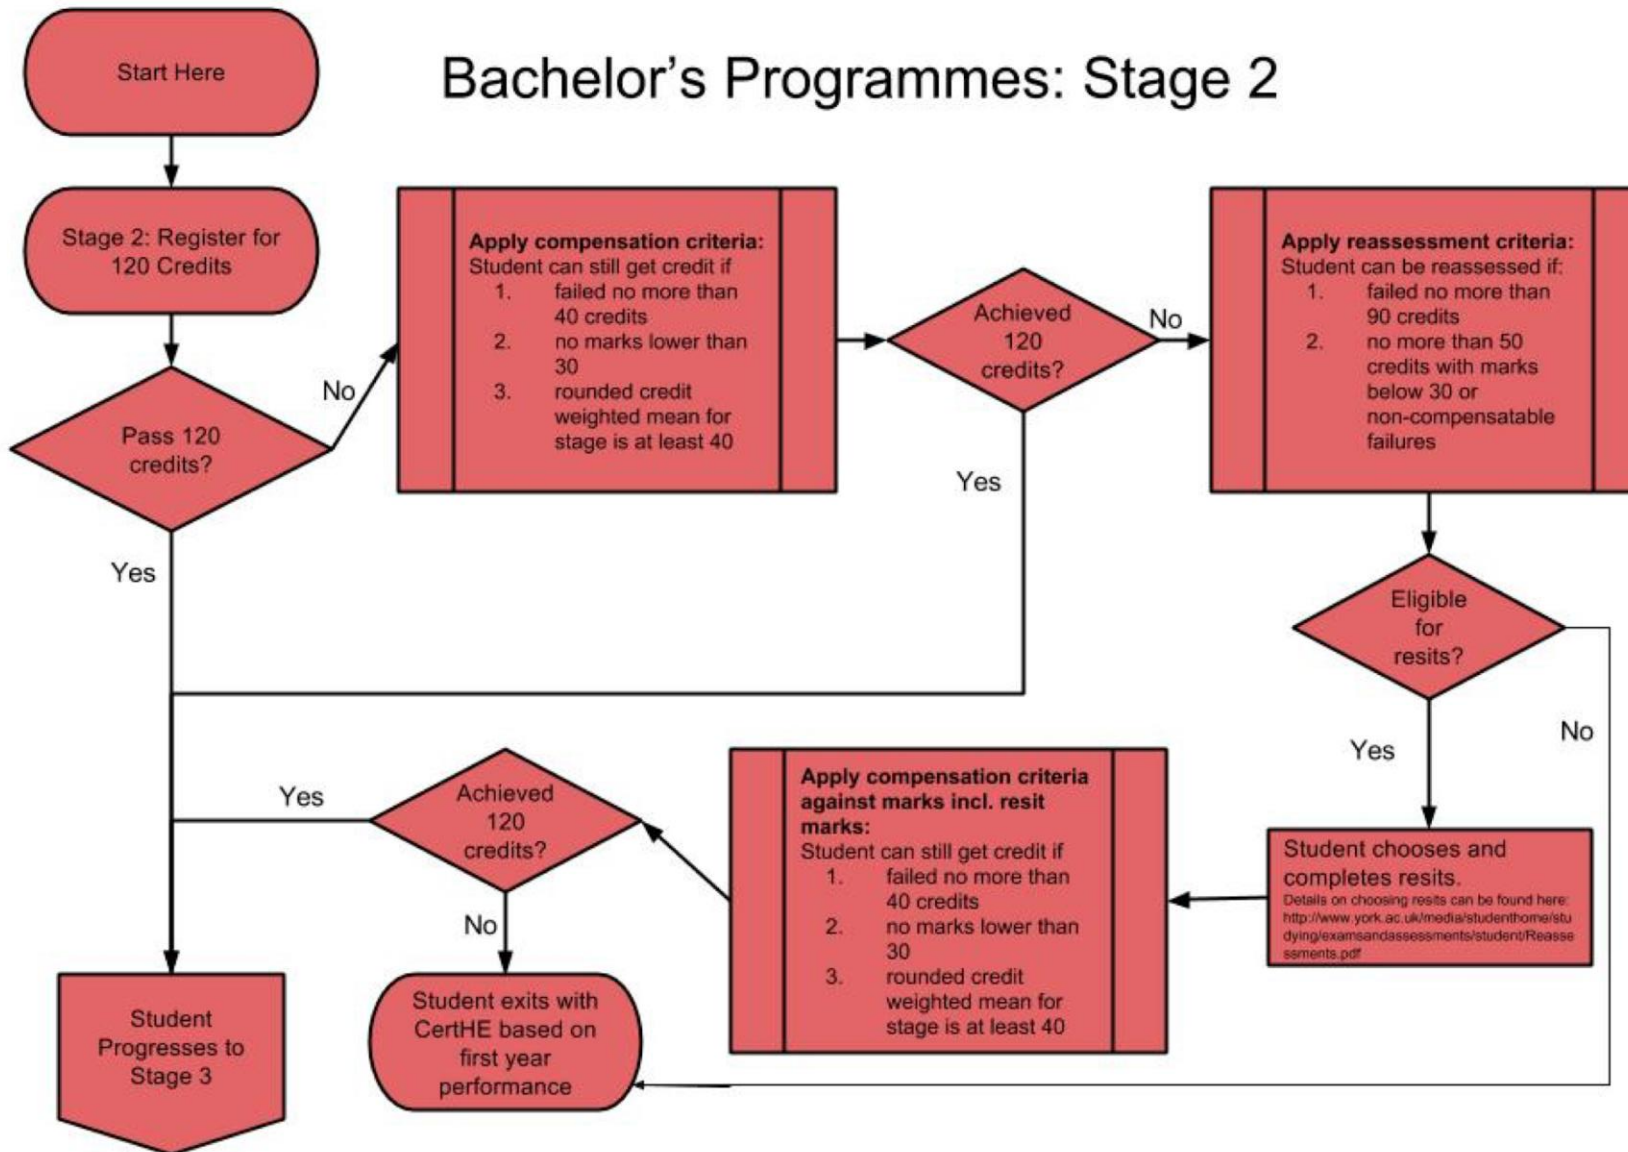 Start Here
Bachelor's Programmes: Stage 2
Stage 2: Register for
120 Credits
Pass 120
credits?
No
Yes
Apply compensation criteria:
Student can still get credit if
1. failed no more than
40 credits
2. no marks lower than
30
3. rounded credit
weighted mean for
stage is at least 40
Achieved
120
credits?
No
Yes
Apply reassessment criteria:
Student can be reassessed if:
1. failed no more than
90 credits
2. no more than 50
credits with marks
below 30 or
non-compensatable
failures
Eligible
for
resits?
No
Yes
Student chooses and
completes resits.
Details on choosing resits can be found here:
http://www.york.ac.uk/media/studenthome/stu
dying/examsandassessments/student/Reasse
ssments.pdf
Apply compensation criteria
against marks incl. resit
marks:
Student can still get credit if
1. failed no more than
40 credits
2. no marks lower than
30
3. rounded credit
weighted mean for
stage is at least 40
Achieved
120
credits?
Yes
No
Student exits with
CertHE based on
first year
performance
Student
Progresses to
Stage 3